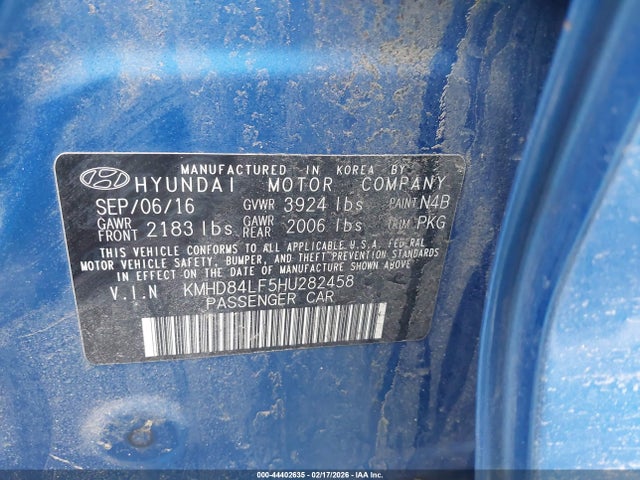 MANUFACTURED IN KOREA BY
HYUNDAI MOTOR COMPANY
SEP/06/16 GVWR 3924 lbs PAINT N4B
GAWR FRONT 2183 lbs GAWR REAR 2006 lbs TRIM PKG
THIS VEHICLE CONFORMS TO ALL APPLICABLE U.S.A. FEDERAL
MOTOR VEHICLE SAFETY, BUMPER, AND THEFT PREVENTION STANDARDS
IN EFFECT ON THE DATE OF MANUFACTURE SHOWN ABOVE.
V.I.N KMHD84LF5HU282458
PASSENGER CAR
000-44402635 - 02/17/2026 - IAAI.COM